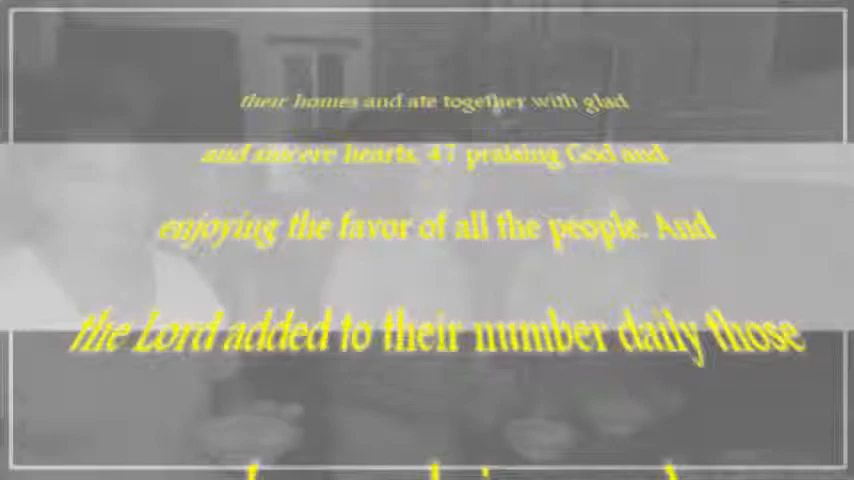 their homes and ate together with glad
and sincere hearts, 47 praising God and
enjoying the favor of all the people. And
the Lord added to their number daily those